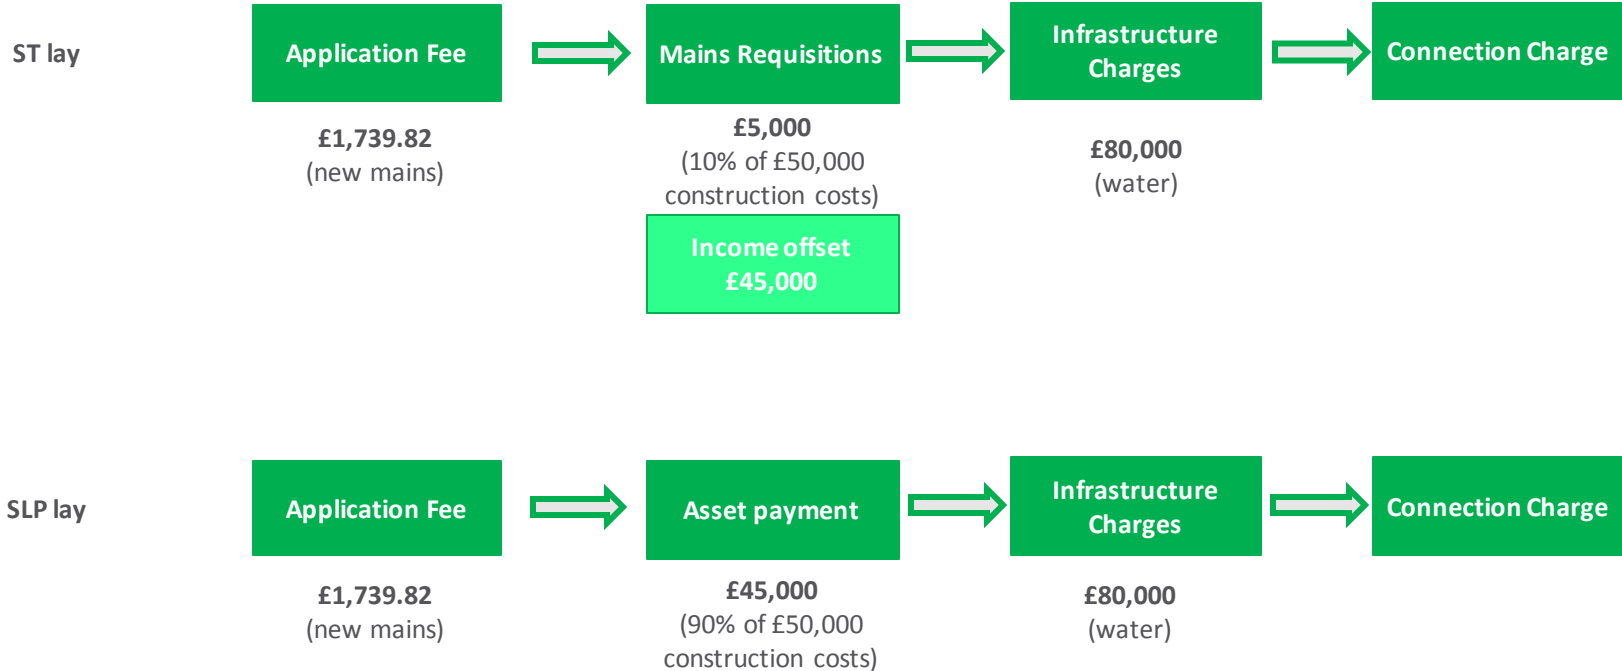 ST lay
Application Fee
Mains Requisitions
Infrastructure
Charges
Connection Charge
£1,739.82
(new mains)
£5,000
(10% of £50,000
construction costs)
£80,000
(water)
Income offset
£45,000
SLP lay
Application Fee
Asset payment
Infrastructure
Charges
Connection Charge
£1,739.82
(new mains)
£45,000
(90% of £50,000
construction costs)
£80,000
(water)